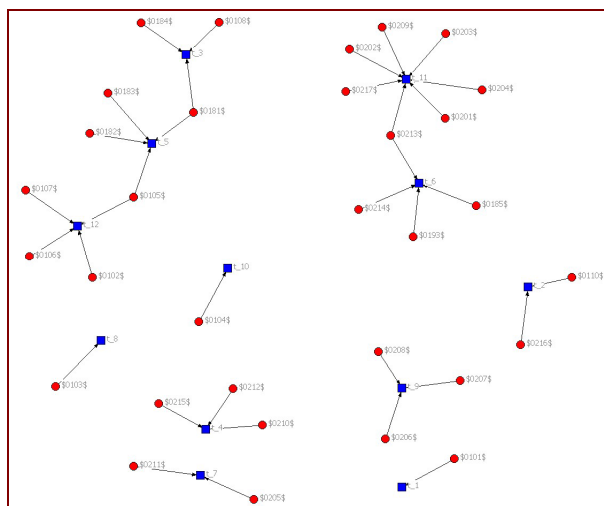 $0184$
$0108$
t_3
$0209$
$0203$
$0202$
t_11
$0204$
$0217$
$0183$
$0181$
$0201$
$0182$
t_5
$0213$
t_6
$0107$
$0105$
$0214$
$0185$
t_12
$0193$
$0106$
$0102$
t_10
t_2
$0110$
$0104$
t_8
$0216$
$0208$
$0103$
t_9
$0207$
$0215$
$0212$
t_4
$0210$
$0206$
$0211$
t_7
$0101$
$0205$
t_1